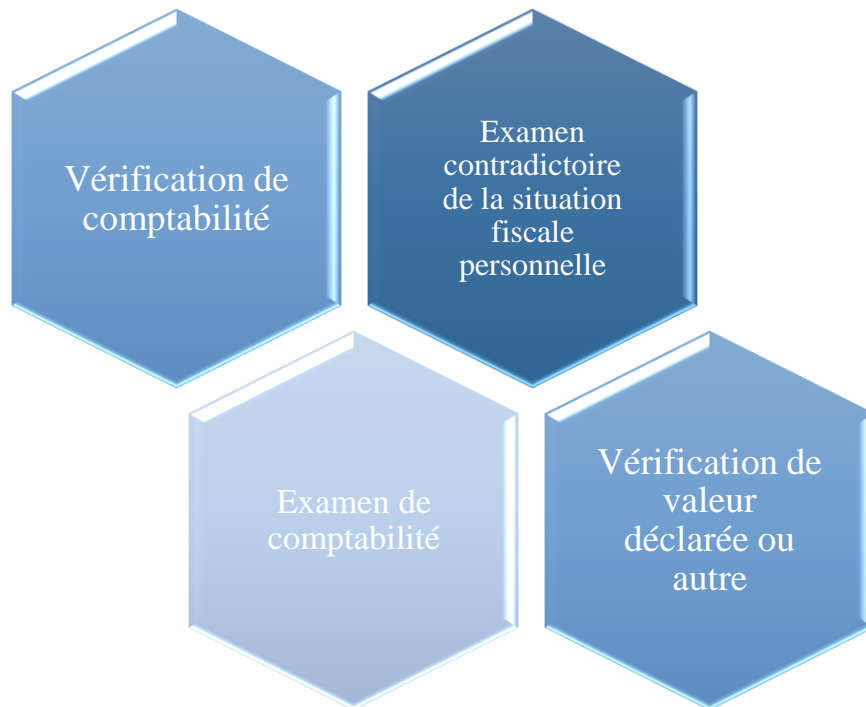 Vérification de
comptabilité
Examen
contradictoire
de la situation
fiscale
personnelle
Examen de
comptabilité
Vérification de
valeur
déclarée ou
autre